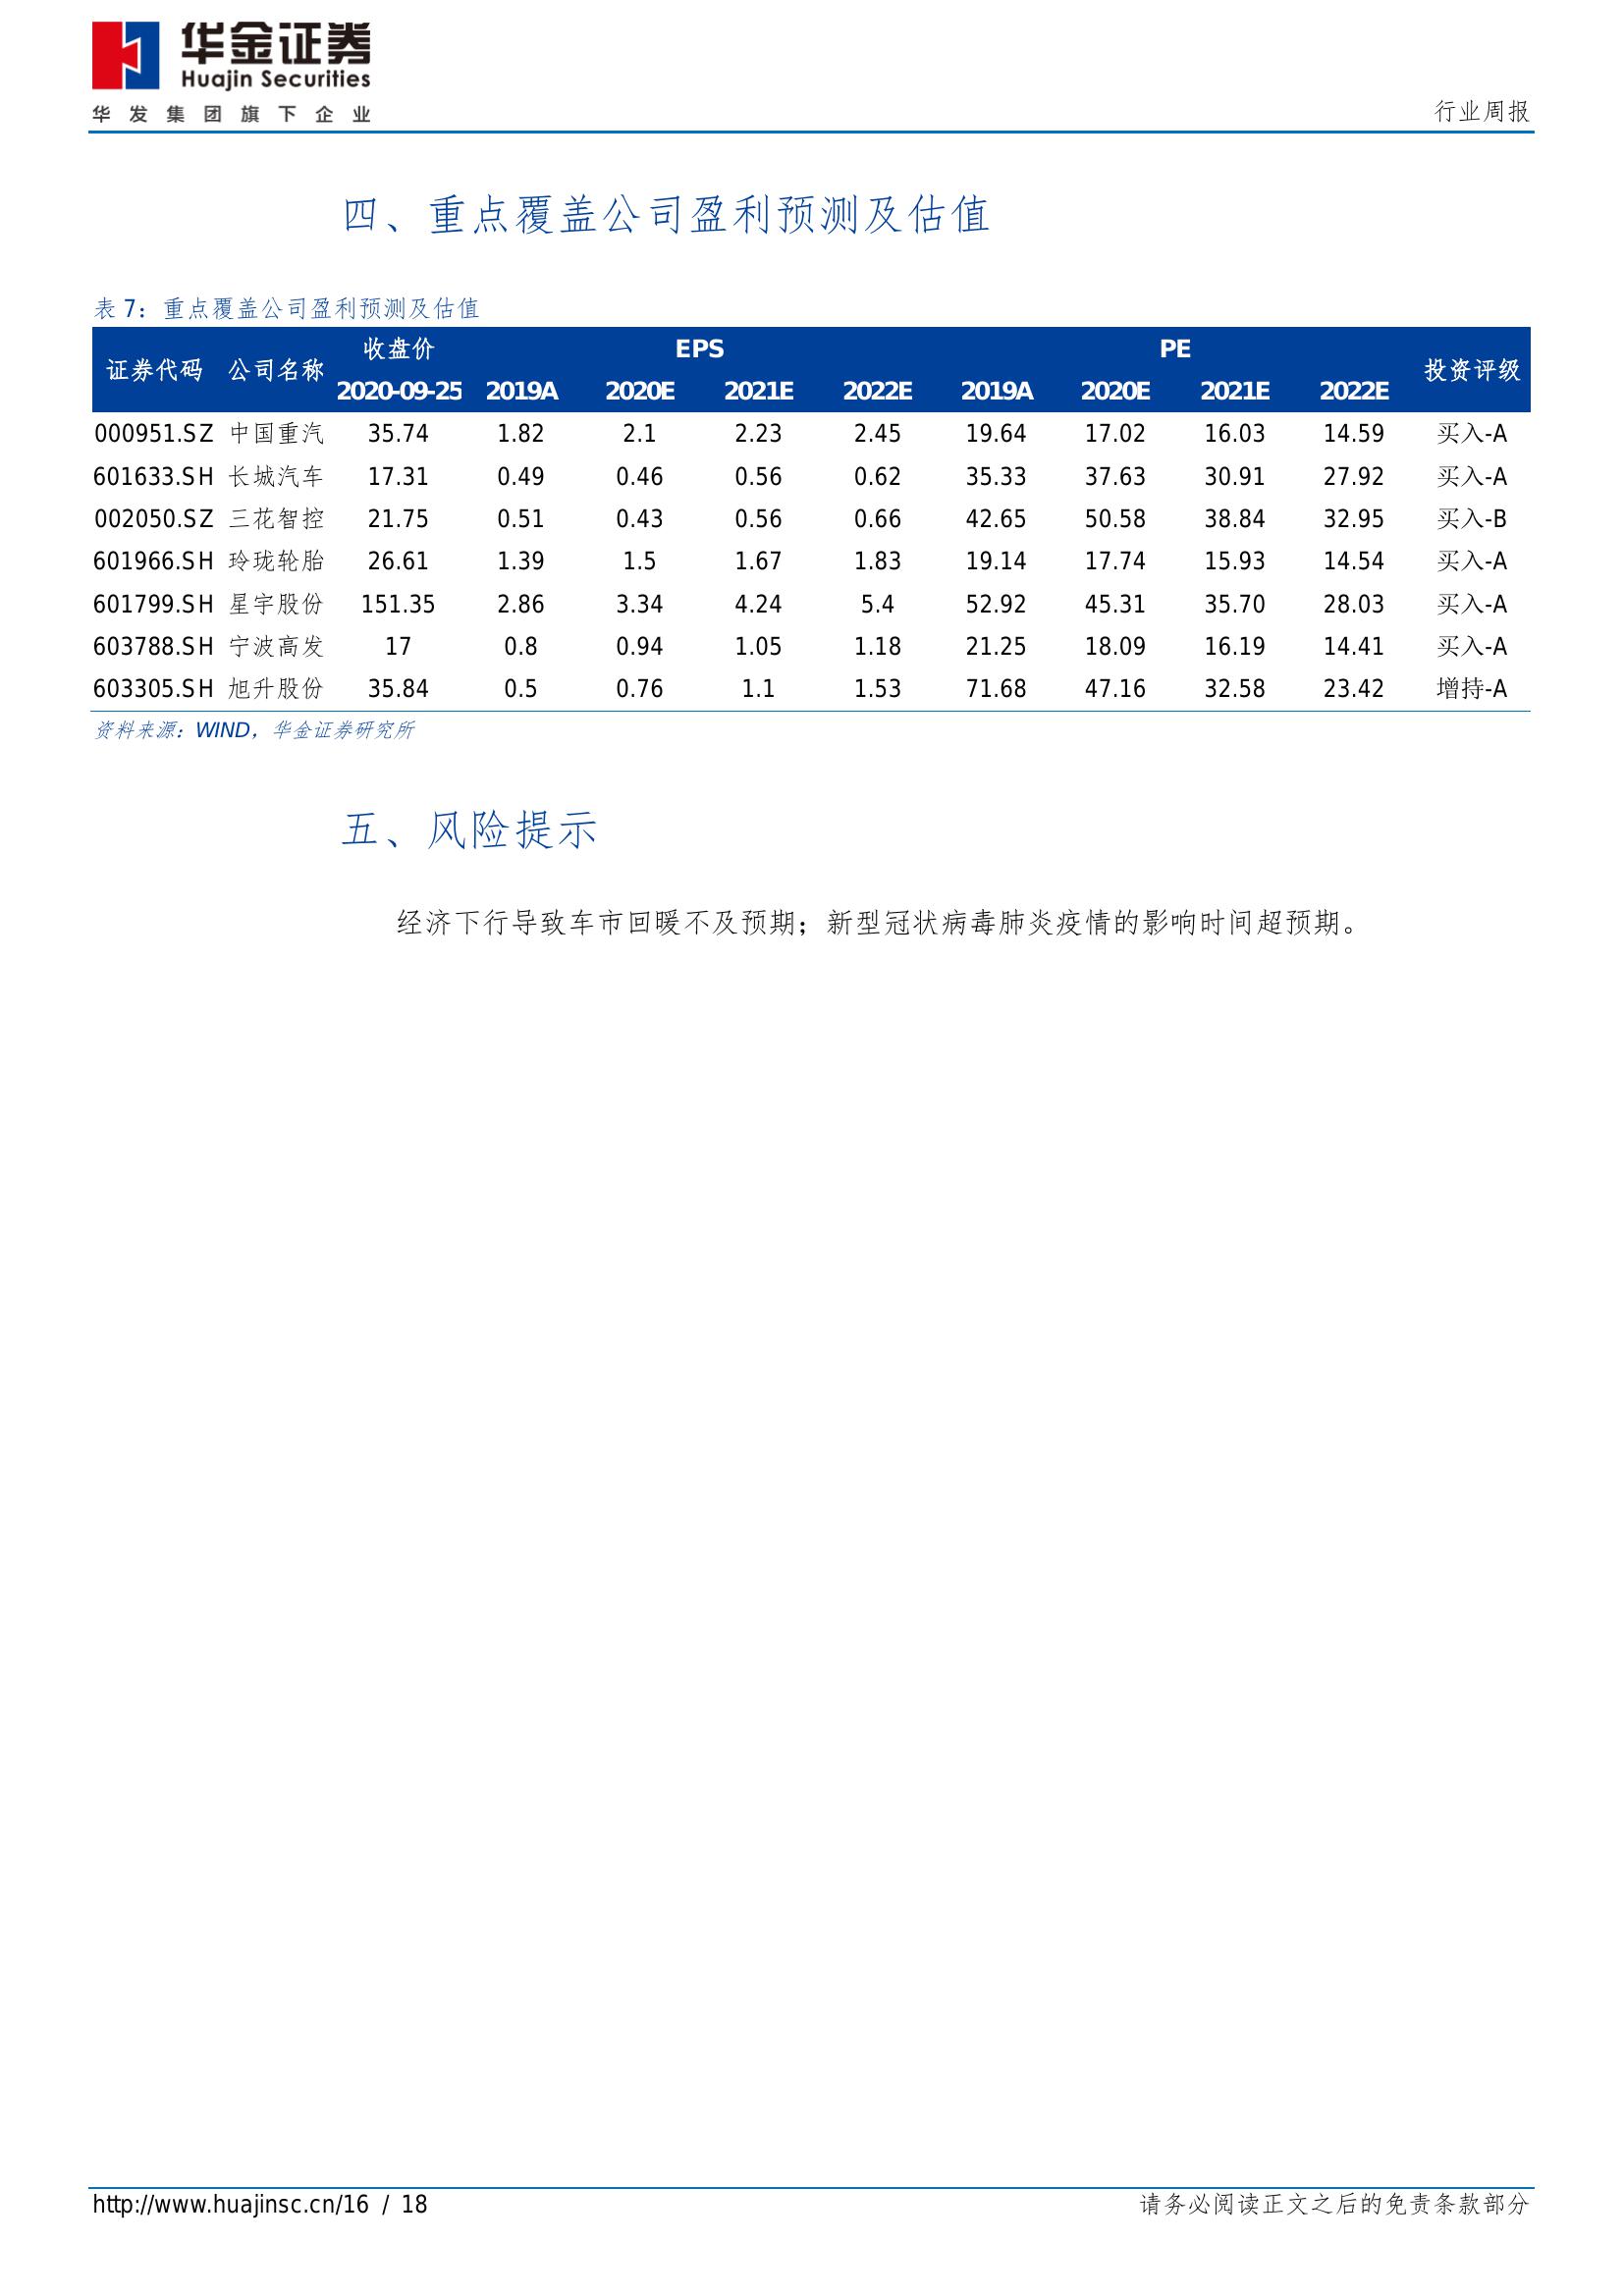 华金证券
Huajin Securities
华发集团旗下企业
行业周报
四、重点覆盖公司盈利预测及估值
表 7：重点覆盖公司盈利预测及估值
证券代码 公司名称 收盘价 EPS PE 投资评级
2020-09-25 2019A 2020E 2021E 2022E 2019A 2020E 2021E 2022E
000951.SZ 中国重汽 35.74 1.82 2.1 2.23 2.45 19.64 17.02 16.03 14.59 买入-A
601633.SH 长城汽车 17.31 0.49 0.46 0.56 0.62 35.33 37.63 30.91 27.92 买入-A
002050.SZ 三花智控 21.75 0.51 0.43 0.56 0.66 42.65 50.58 38.84 32.95 买入-B
601966.SH 玲珑轮胎 26.61 1.39 1.5 1.67 1.83 19.14 17.74 15.93 14.54 买入-A
601799.SH 星宇股份 151.35 2.86 3.34 4.24 5.4 52.92 45.31 35.70 28.03 买入-A
603788.SH 宁波高发 17 0.8 0.94 1.05 1.18 21.25 18.09 16.19 14.41 买入-A
603305.SH 旭升股份 35.84 0.5 0.76 1.1 1.53 71.68 47.16 32.58 23.42 增持-A
资料来源：WIND，华金证券研究所
五、风险提示
经济下行导致车市回暖不及预期；新型冠状病毒肺炎疫情的影响时间超预期。
http://www.huajinsc.cn/16 / 18
请务必阅读正文之后的免责条款部分